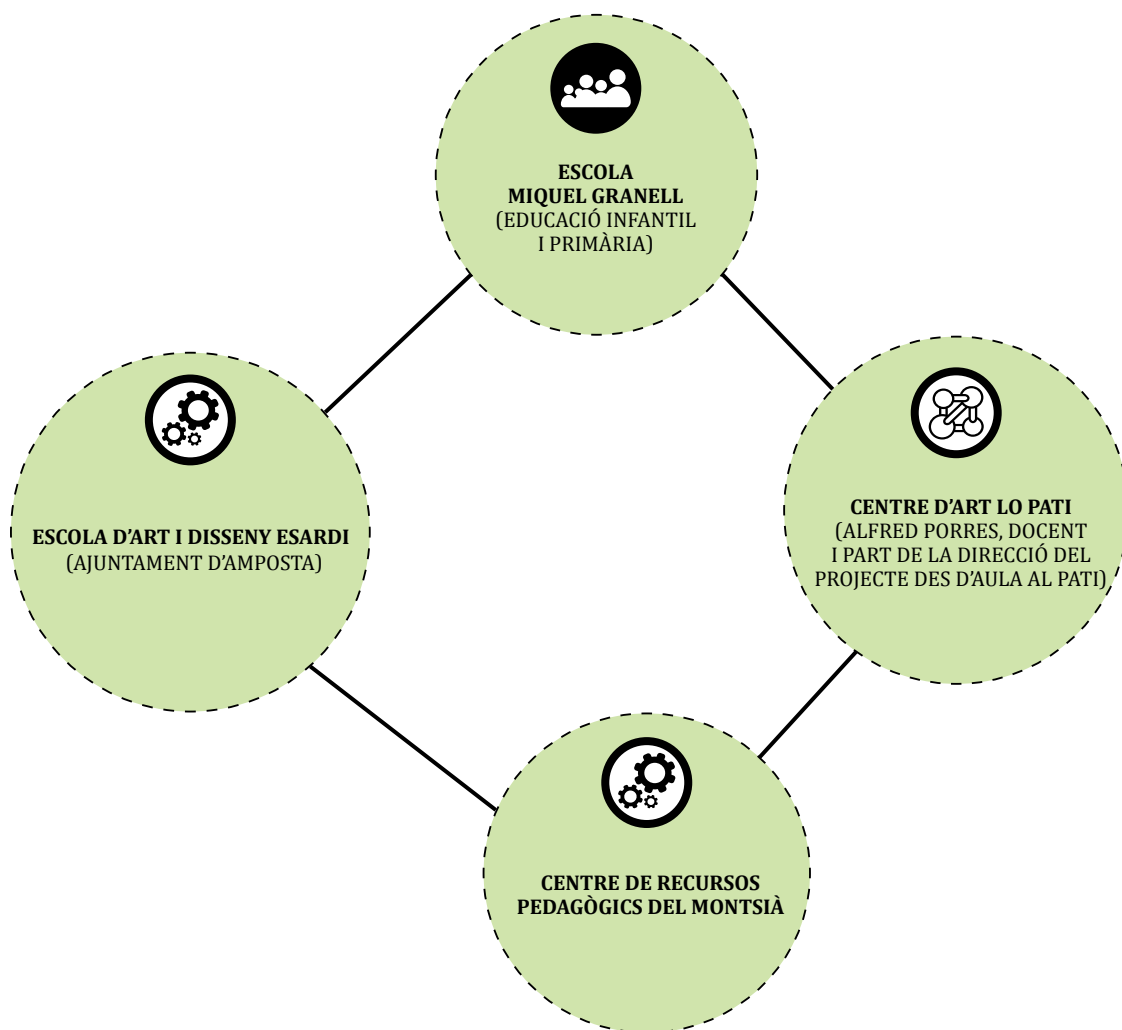 ESCOLA
MIQUEL GRANELL
(EDUCACIÓ INFANTIL
I PRIMÀRIA)
ESCOLA D’ART I DISSENY ESARDI
(AJUNTAMENT D’AMPOSTA)
CENTRE D’ART LO PATI
(ALFRED PORRES, DOCENT
I PART DE LA DIRECCIÓ DEL
PROJECTE DES D’AULA AL PATI)
CENTRE DE RECURSOS
PEDAGÒGICS DEL MONTSIÀ